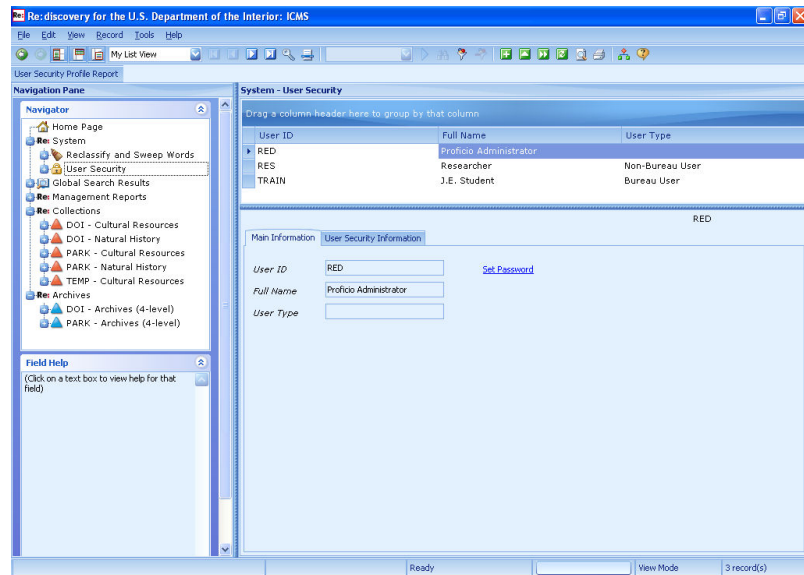 Re: Re:discovery for the U.S. Department of the Interior: ICMS
File Edit View Record Tools Help
My List View
User Security Profile Report
Navigation Pane
Navigator
Home Page
Re: System
Reclassify and Sweep Words
User Security
Global Search Results
Re: Management Reports
Re: Collections
DOI - Cultural Resources
DOI - Natural History
PARK - Cultural Resources
PARK - Natural History
TEMP - Cultural Resources
Re: Archives
DOI - Archives (4-level)
PARK - Archives (4-level)
Field Help
(Click on a text box to view help for that
field)
System - User Security
Drag a column header here to group by that column
User ID Full Name User Type
RED Proficio Administrator
RES Researcher Non-Bureau User
TRAIN J.E. Student Bureau User
RED
Main Information User Security Information
User ID RED Set Password
Full Name Proficio Administrator
User Type
Ready View Mode 3 record(s)